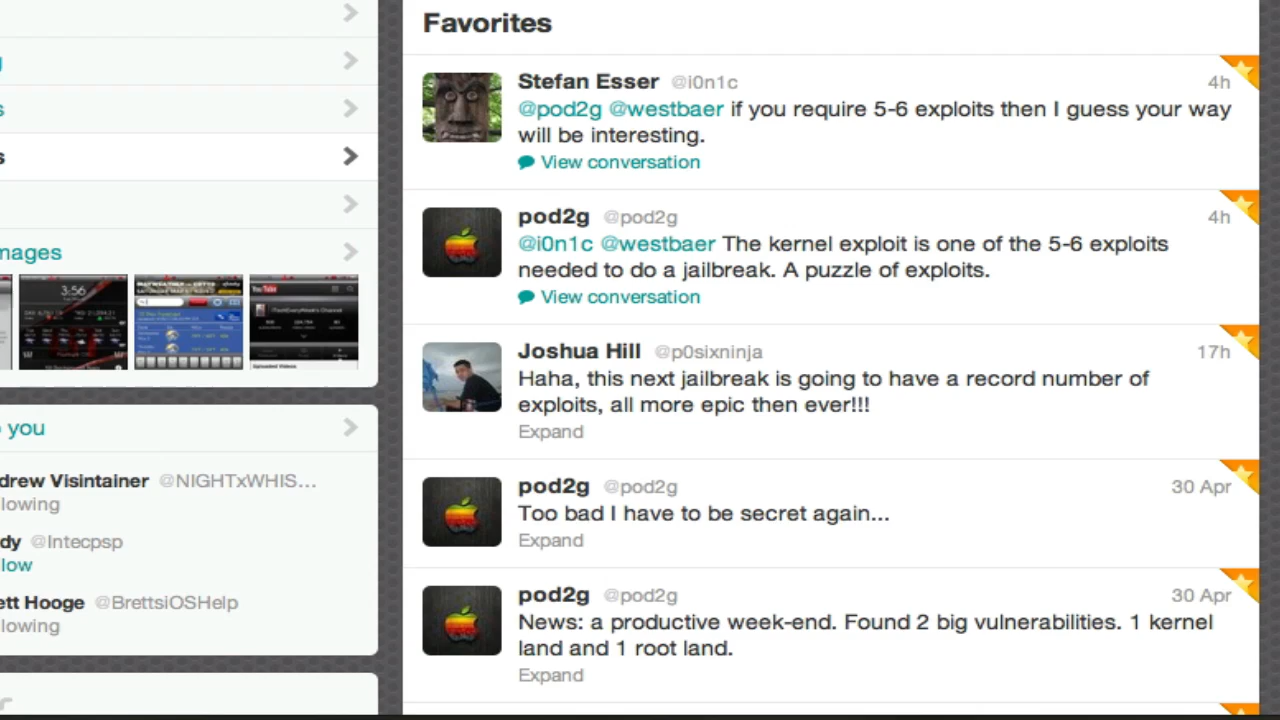 mages
3:56
YouTube
you
drew Visintainer @NIGHTxWHIS...
lowing
dy @Intecpsp
low
ett Hooge @BrettsiOSHelp
lowing
Favorites
Stefan Esser @i0n1c 4h
@pod2g @westbaer if you require 5-6 exploits then I guess your way
will be interesting.
View conversation
pod2g @pod2g 4h
@i0n1c @westbaer The kernel exploit is one of the 5-6 exploits
needed to do a jailbreak. A puzzle of exploits.
View conversation
Joshua Hill @p0sixninja 17h
Haha, this next jailbreak is going to have a record number of
exploits, all more epic then ever!!!
Expand
pod2g @pod2g 30 Apr
Too bad I have to be secret again...
Expand
pod2g @pod2g 30 Apr
News: a productive week-end. Found 2 big vulnerabilities. 1 kernel
land and 1 root land.
Expand